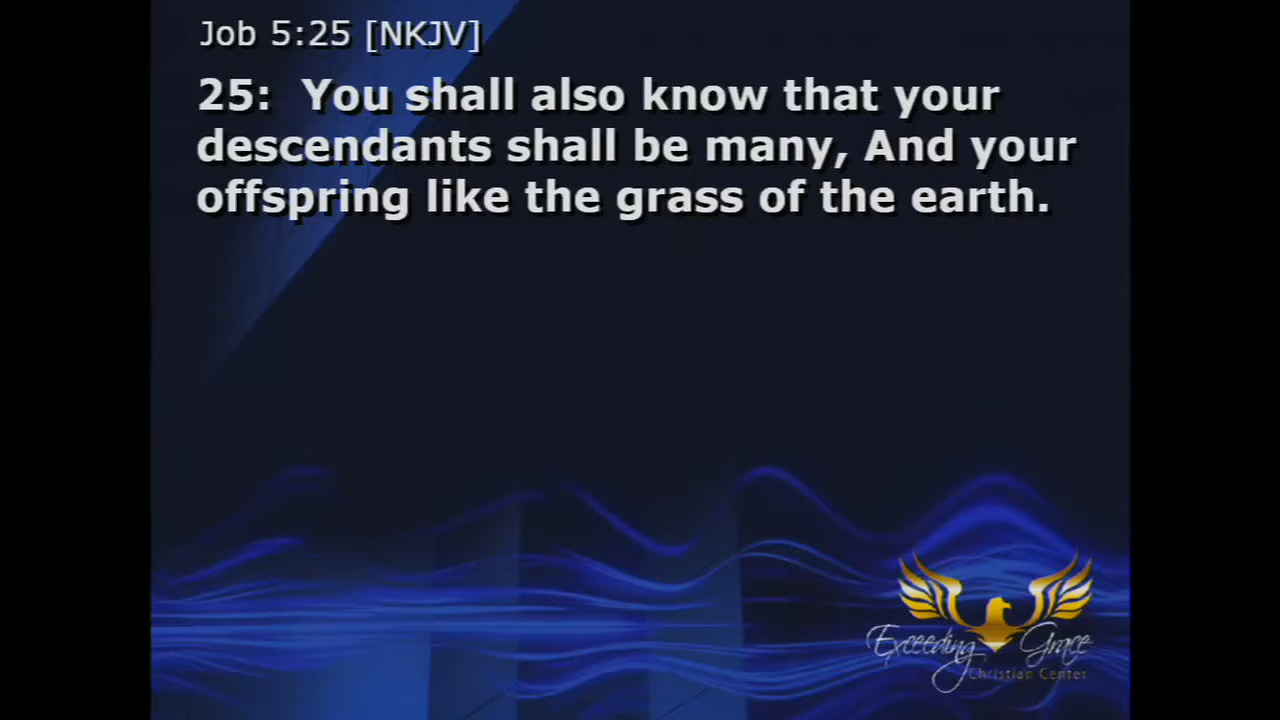 Job 5:25 [NKJV]
25: You shall also know that your
descendants shall be many, And your
offspring like the grass of the earth.
Exceeding Grace
Christian Center